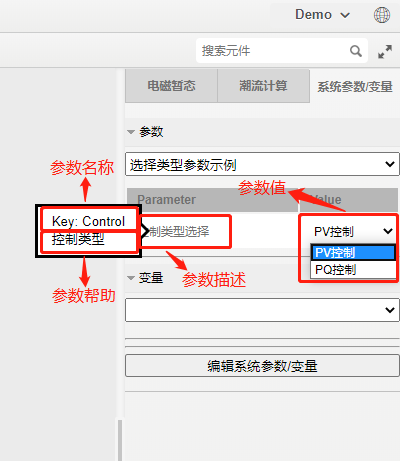 Demo
搜索元件
电磁暂态
潮流计算
系统参数/变量
参数
参数名称
选择类型参数示例
参数值
Parameter
Value
Key: Control
控制类型
制类型选择
PV控制
PV控制
PQ控制
参数描述
变量
参数帮助
编辑系统参数/变量